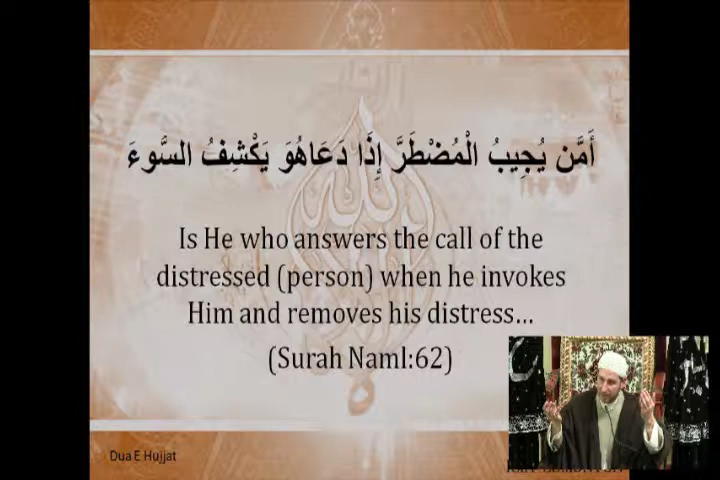 أَمَّن يُجِيبُ الْمُضْطَرَّ إِذَا دَعَاهُوَ يَكْشِفُ السَّوءَ
Is He who answers the call of the
distressed (person) when he invokes
Him and removes his distress...
(Surah Naml:62)
Dua E Hujjat